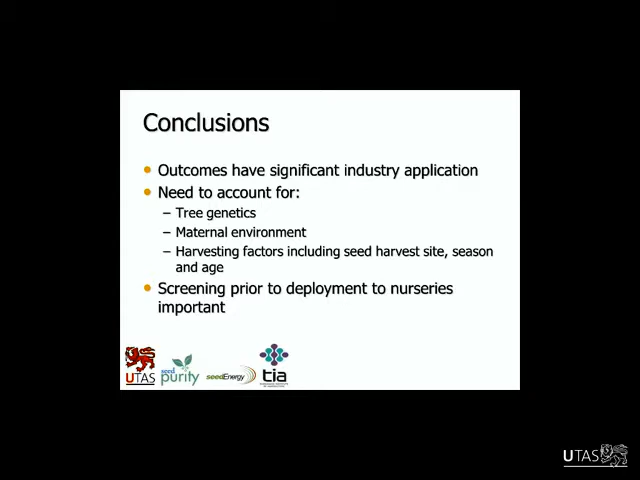 Conclusions
Outcomes have significant industry application
Need to account for:
– Tree genetics
– Maternal environment
– Harvesting factors including seed harvest site, season
and age
Screening prior to deployment to nurseries
important
UTAS
seed
purity
seedEnergy
tia
UTAS